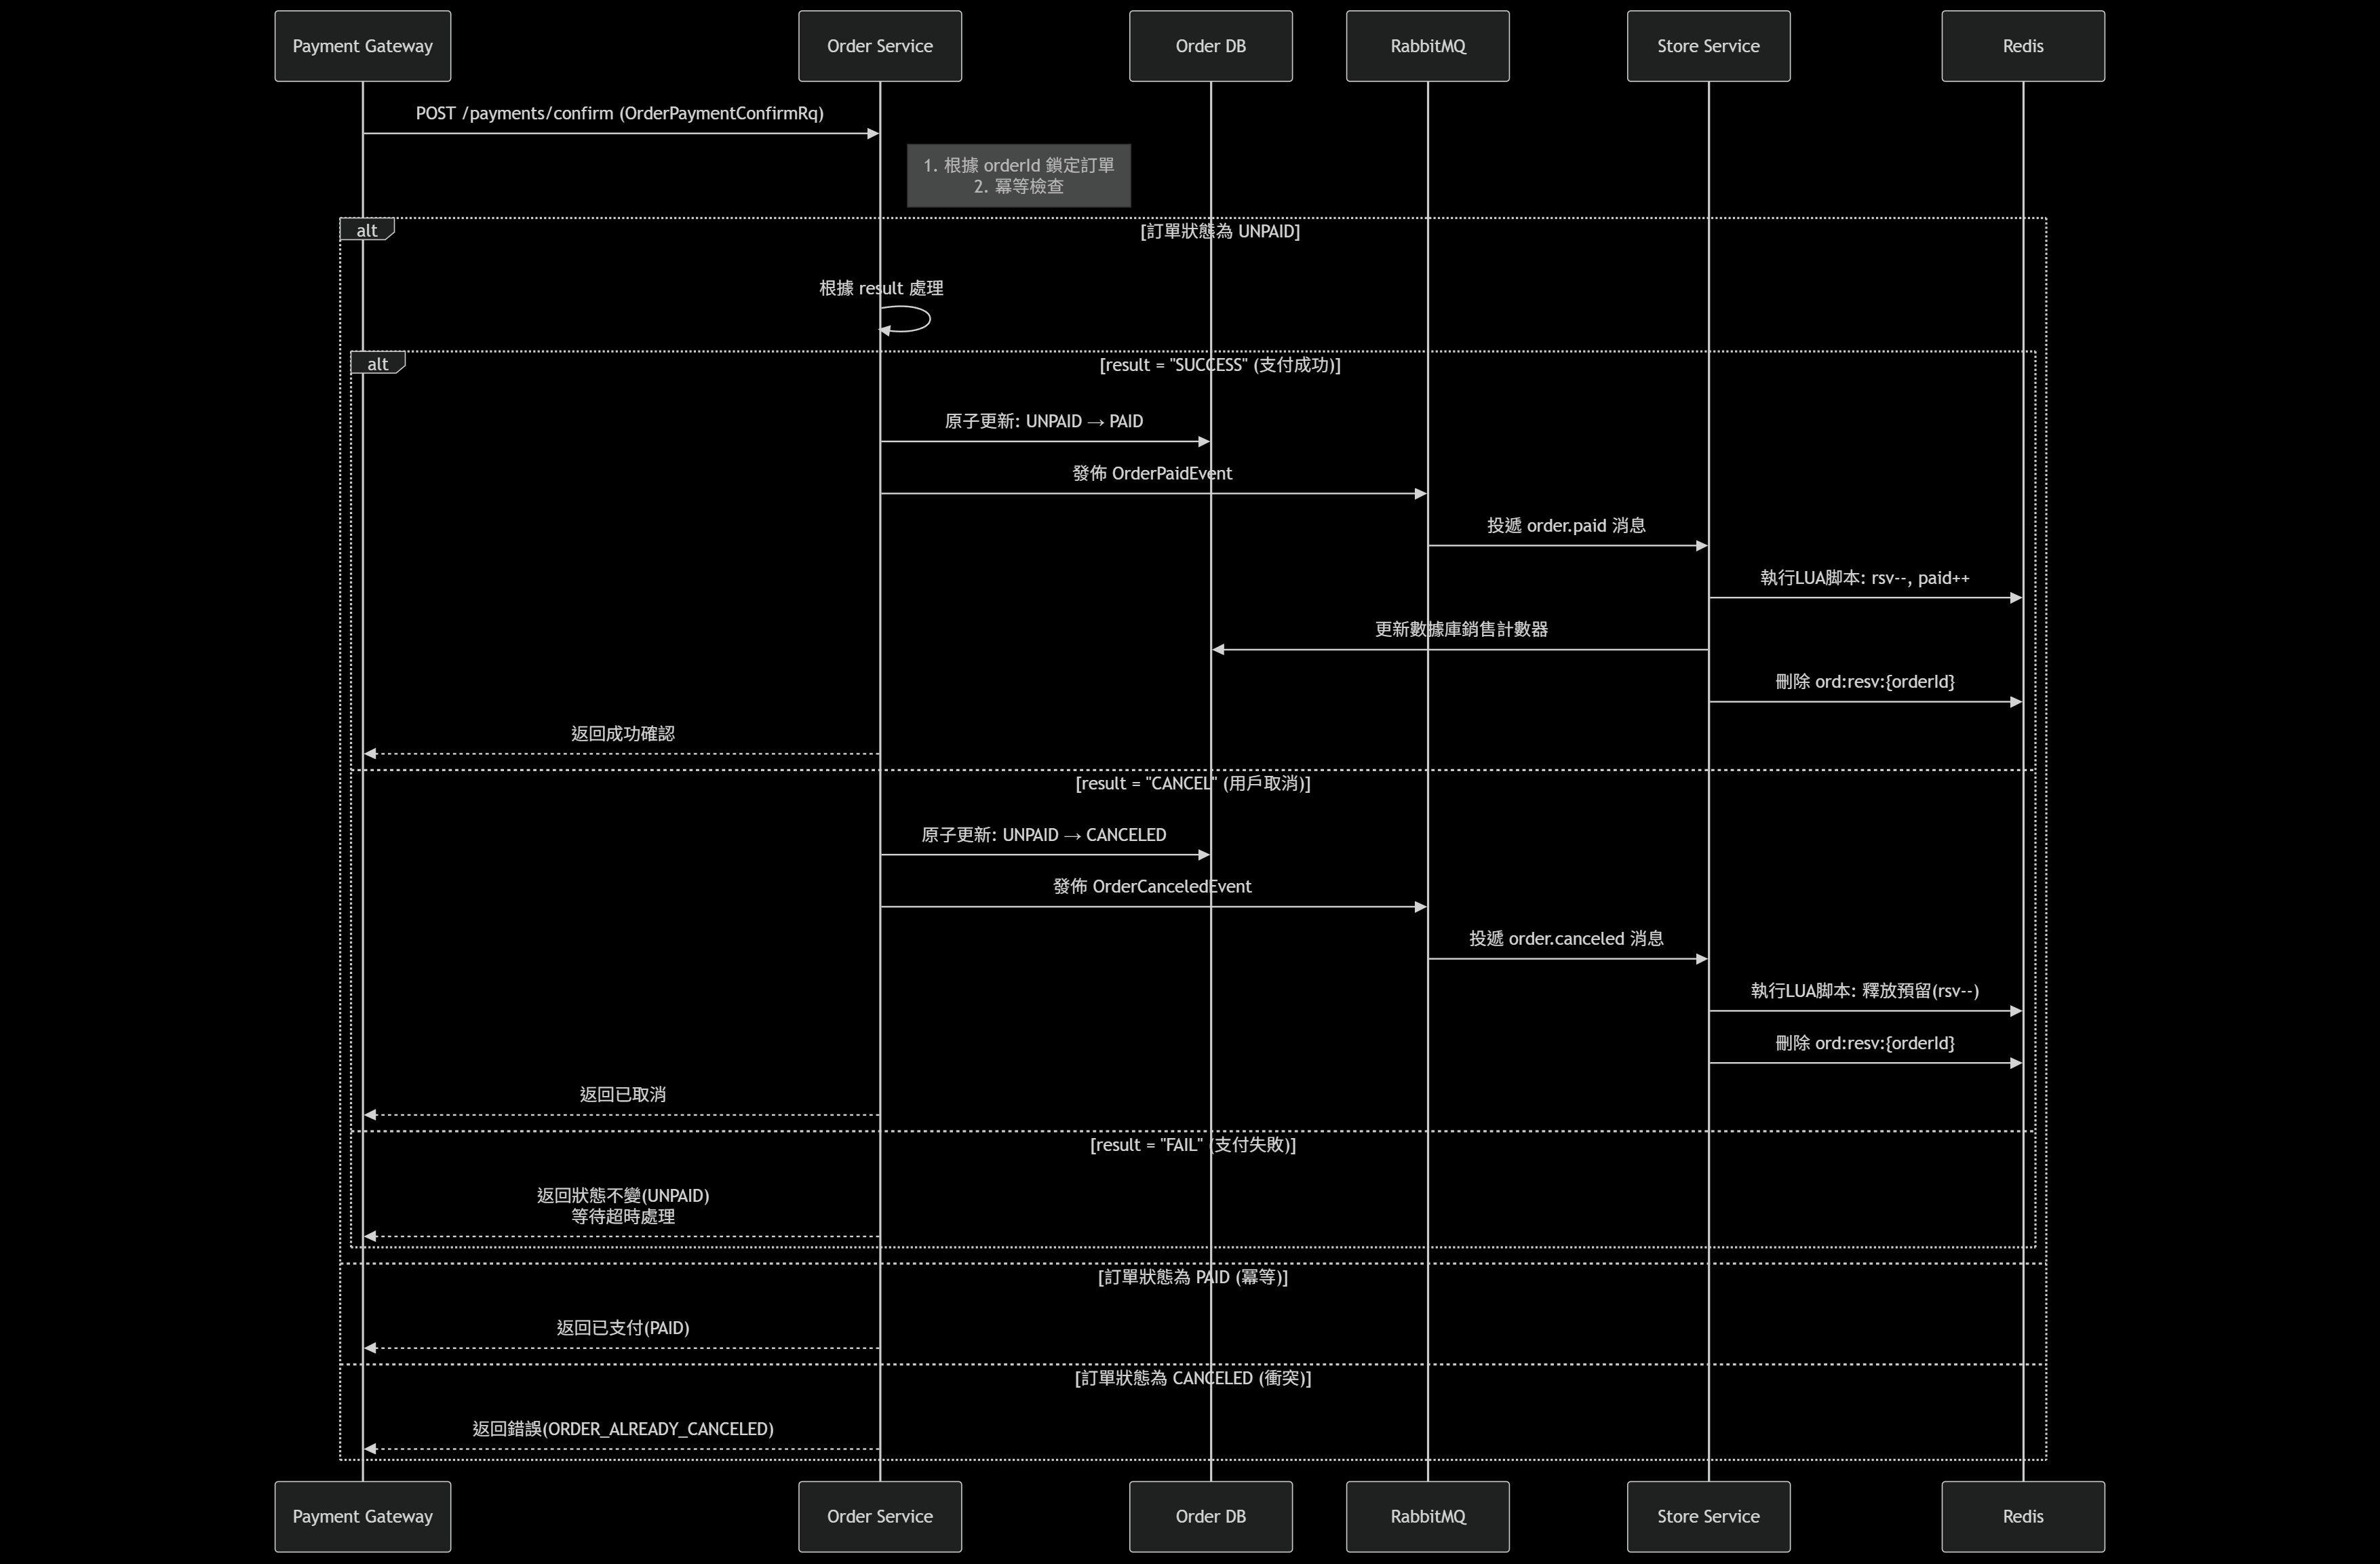 Payment Gateway
Order Service
Order DB
RabbitMQ
Store Service
Redis
POST /payments/confirm (OrderPaymentConfirmRq)
1. 根據 orderId 鎖定訂單
2. 冪等檢查
alt
[訂單狀態為 UNPAID]
根據 result 處理
alt
[result = "SUCCESS" (支付成功)]
原子更新: UNPAID → PAID
發佈 OrderPaidEvent
投遞 order.paid 消息
執行LUA脚本: rsv--, paid++
更新數據庫銷售計數器
刪除 ord:resv:{orderId}
返回成功確認
[result = "CANCEL" (用戶取消)]
原子更新: UNPAID → CANCELED
發佈 OrderCanceledEvent
投遞 order.canceled 消息
執行LUA脚本: 釋放預留(rsv--)
刪除 ord:resv:{orderId}
返回已取消
[result = "FAIL" (支付失敗)]
返回狀態不變(UNPAID)
等待超時處理
[訂單狀態為 PAID (冪等)]
返回已支付(PAID)
[訂單狀態為 CANCELED (衝突)]
返回錯誤(ORDER_ALREADY_CANCELED)
Payment Gateway
Order Service
Order DB
RabbitMQ
Store Service
Redis